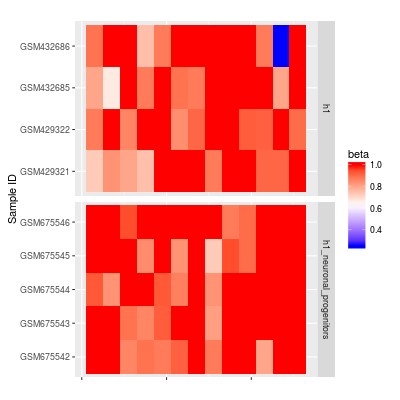 GSM432686
GSM432685
GSM429322
GSM429321
h1
GSM675546
GSM675545
GSM675544
GSM675543
GSM675542
h1_neuronal_progenitors
Sample ID
beta
1.0
0.8
0.6
0.4